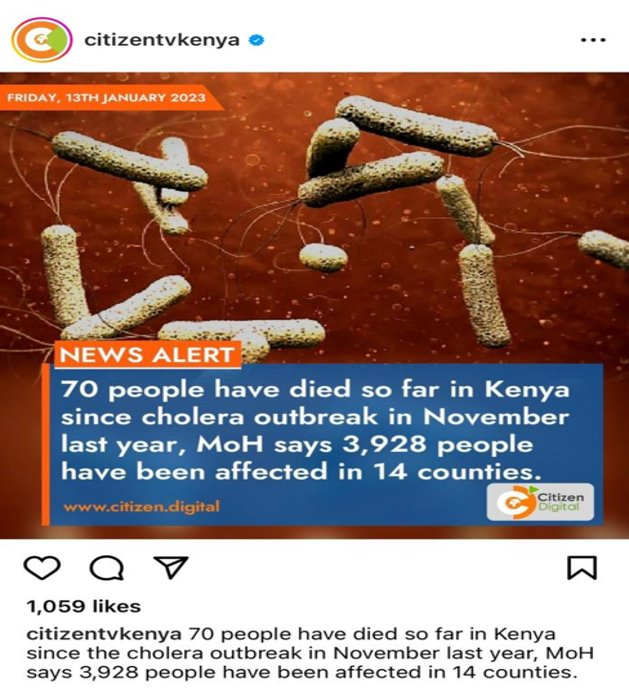 citizentvkenya
FRIDAY, 13TH JANUARY 2023
NEWS ALERT
70 people have died so far in Kenya
since cholera outbreak in November
last year, MoH says 3,928 people
have been affected in 14 counties.
www.citizen.digital
Citizen
Digital
1,059 likes
citizentvkenya 70 people have died so far in Kenya
since the cholera outbreak in November last year, MoH
says 3,928 people have been affected in 14 counties.